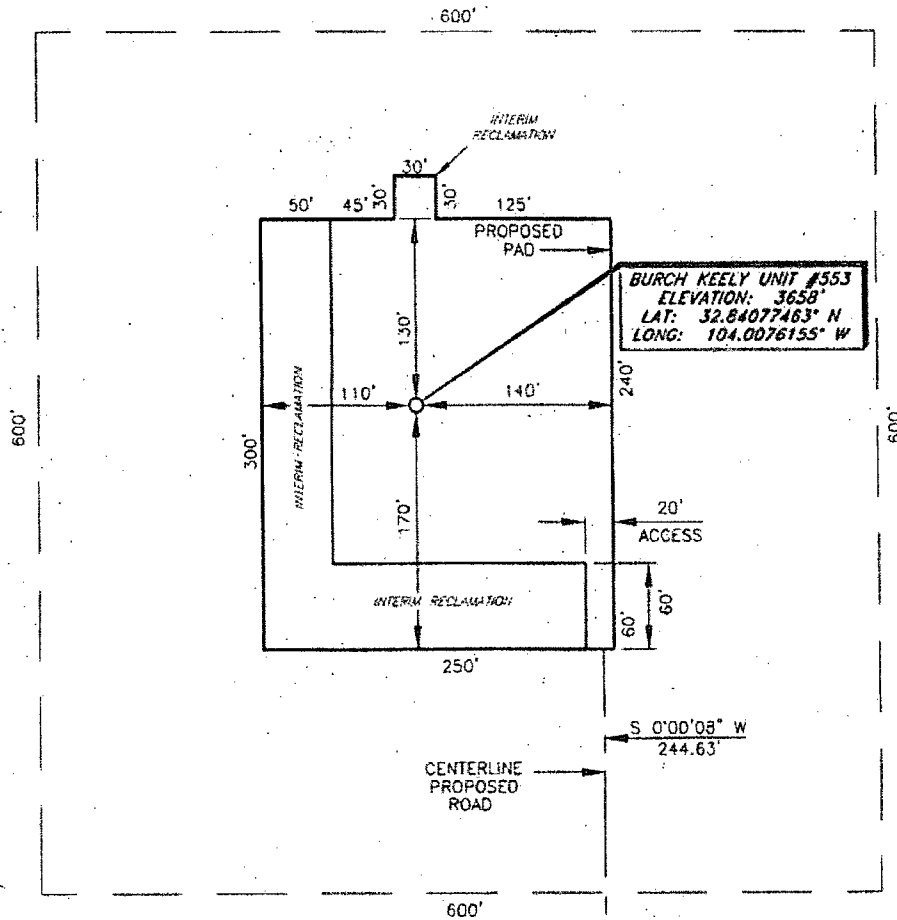 600'
INTERIM
RECLAMATION
30'
50'
45'
30'
30'
125'
PROPOSED
PAD
BURCH KEELY UNIT #553
ELEVATION: 3658'
LAT: 32.84077463° N
LONG: 104.0076155° W
130'
110'
140'
240'
600'
600'
300'
INTERIM RECLAMATION
170'
20'
ACCESS
INTERIM RECLAMATION
60'
60'
250'
S 0°00'08" W
244.63'
CENTERLINE
PROPOSED
ROAD
600'